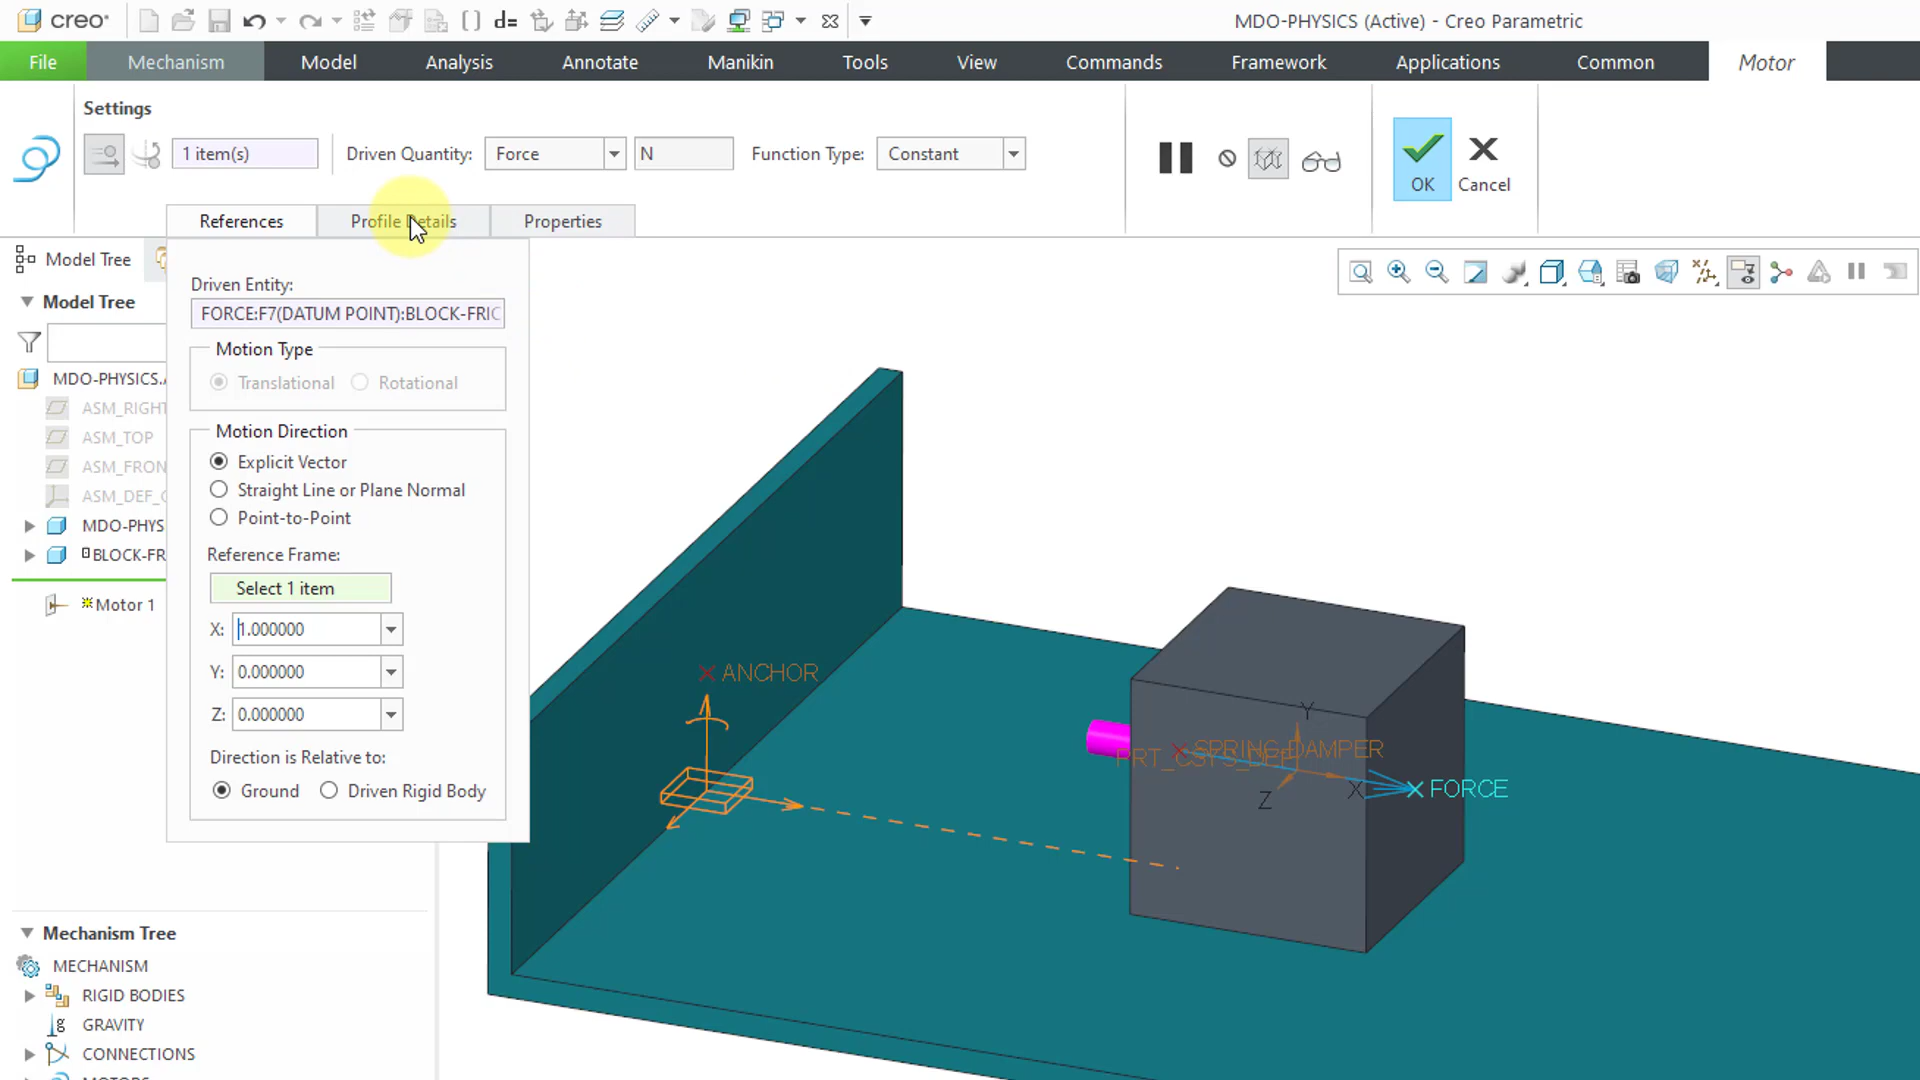 creo°
d=
MDO-PHYSICS (Active) - Creo Parametric
File
Mechanism
Model
Analysis
Annotate
Manikin
Tools
View
Commands
Framework
Applications
Common
Motor
Settings
1 item(s)
Driven Quantity:
Force
N
Function Type:
Constant
OK
Cancel
References
Profile Details
Properties
Model Tree
Model Tree
MDO-PHYSICS.
ASM_RIGHT
ASM_TOP
ASM_FRON
ASM_DEF_
MDO-PHYS
BLOCK-FR
Motor 1
Driven Entity:
FORCE:F7(DATUM POINT):BLOCK-FRIC
Motion Type
Translational
Rotational
Motion Direction
Explicit Vector
Straight Line or Plane Normal
Point-to-Point
Reference Frame:
Select 1 item
X: 1.000000
Y: 0.000000
Z: 0.000000
Direction is Relative to:
Ground
Driven Rigid Body
ANCHOR
Y
SPRING_DAMPER
PRT_CSYS_DEF
X
FORCE
Z
Mechanism Tree
MECHANISM
RIGID BODIES
GRAVITY
CONNECTIONS
MOTORS